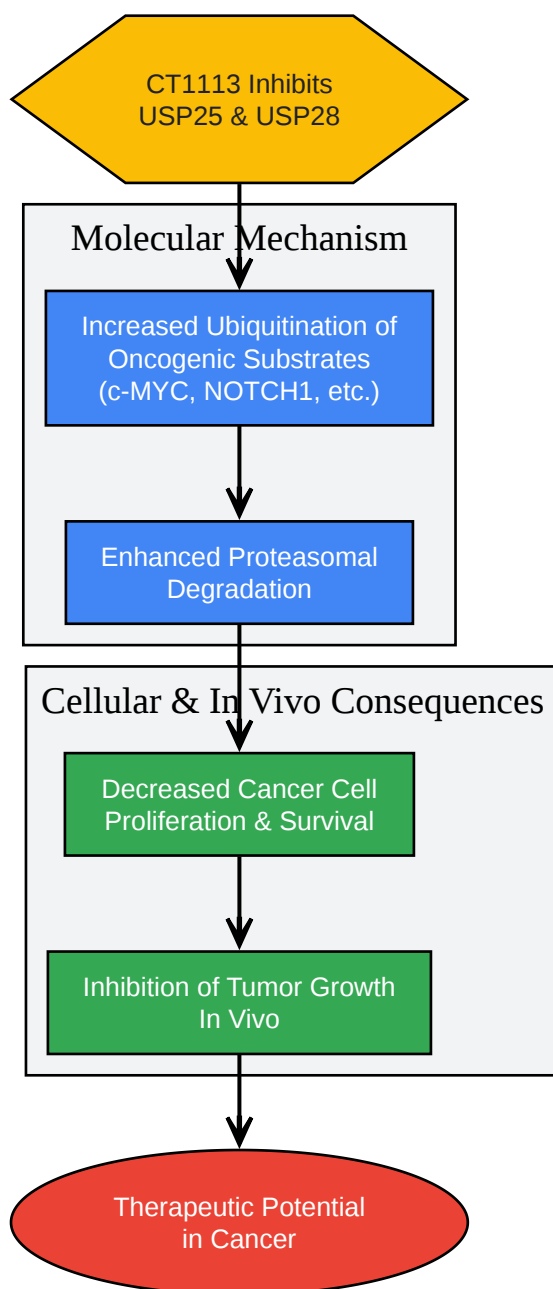 CT1113 Inhibits
USP25 & USP28
Molecular Mechanism
Increased Ubiquitination of
Oncogenic Substrates
(c-MYC, NOTCH1, etc.)
Enhanced Proteasomal
Degradation
Cellular & In Vivo Consequences
Decreased Cancer Cell
Proliferation & Survival
Inhibition of Tumor Growth
In Vivo
Therapeutic Potential
in Cancer